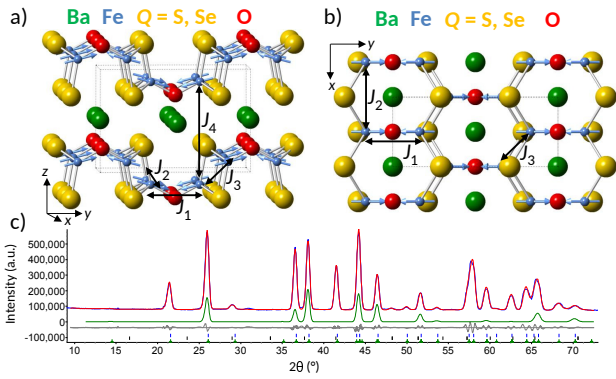 a) Ba Fe Q = S, Se O
J4
J3
J2
J1
z
y
x
b) Ba Fe Q = S, Se O
y
x
J2
J1
J3
c)
Intensity (a.u.)
500,000
400,000
300,000
200,000
100,000
0
-100,000
10 15 20 25 30 35 40 45 50 55 60 65 70
2θ (º)